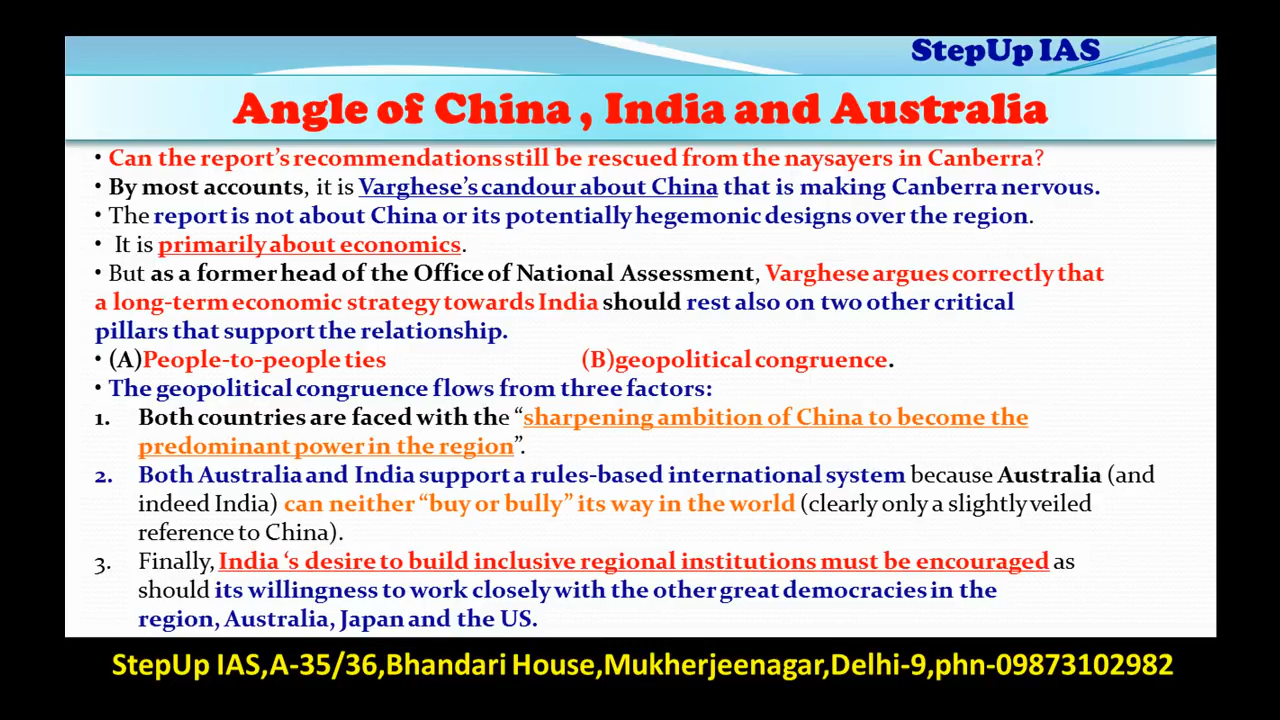 StepUp IAS
Angle of China , India and Australia
• Can the report's recommendations still be rescued from the naysayers in Canberra?
• By most accounts, it is Varghese's candour about China that is making Canberra nervous.
• The report is not about China or its potentially hegemonic designs over the region.
• It is primarily about economics.
• But as a former head of the Office of National Assessment, Varghese argues correctly that
a long-term economic strategy towards India should rest also on two other critical
pillars that support the relationship.
• (A)People-to-people ties (B)geopolitical congruence.
• The geopolitical congruence flows from three factors:
1. Both countries are faced with the “sharpening ambition of China to become the
predominant power in the region”.
2. Both Australia and India support a rules-based international system because Australia (and
indeed India) can neither “buy or bully” its way in the world (clearly only a slightly veiled
reference to China).
3. Finally, India ‘s desire to build inclusive regional institutions must be encouraged as
should its willingness to work closely with the other great democracies in the
region, Australia, Japan and the US.
StepUp IAS,A-35/36,Bhandari House,Mukherjeenagar,Delhi-9,phn-09873102982